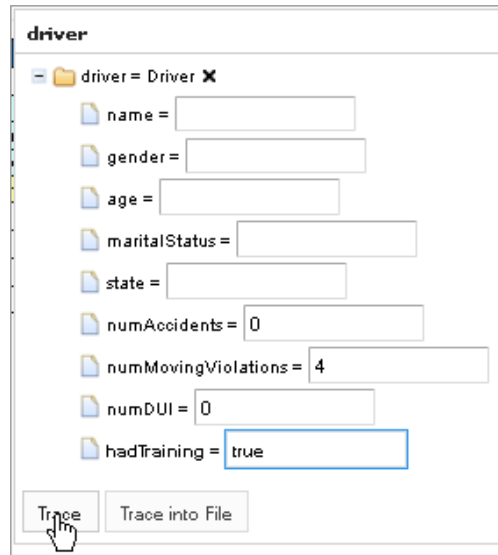 driver
driver = Driver
name =
gender =
age =
maritalStatus =
state =
numAccidents = 0
numMovingViolations = 4
numDUI = 0
hadTraining = true
Trace Trace into File